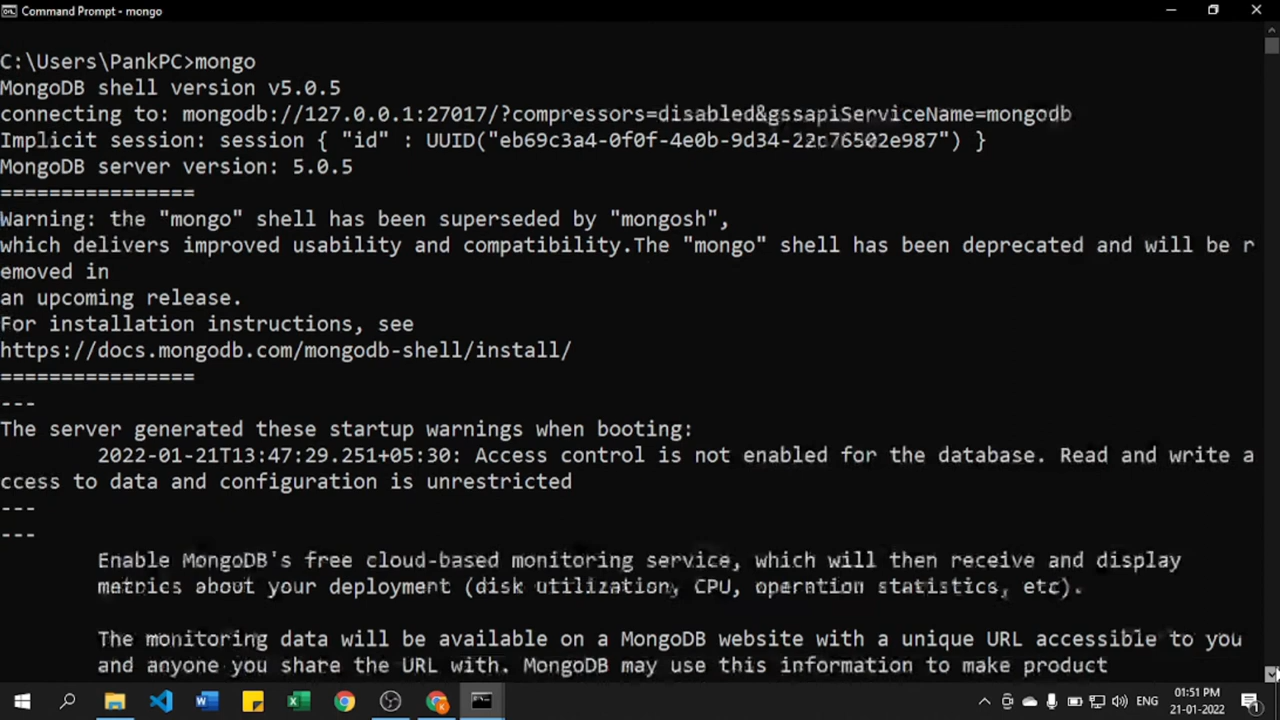 Command Prompt - mongo
C:\Users\PankPC>mongo
MongoDB shell version v5.0.5
connecting to: mongodb://127.0.0.1:27017/?compressors=disabled&gssapiServiceName=mongodb
Implicit session: session { "id" : UUID("eb69c3a4-0f0f-4e0b-9d34-22c76502e987") }
MongoDB server version: 5.0.5
================
Warning: the "mongo" shell has been superseded by "mongosh",
which delivers improved usability and compatibility.The "mongo" shell has been deprecated and will be r
emoved in
an upcoming release.
For installation instructions, see
https://docs.mongodb.com/mongodb-shell/install/
================
---
The server generated these startup warnings when booting:
2022-01-21T13:47:29.251+05:30: Access control is not enabled for the database. Read and write a
ccess to data and configuration is unrestricted
---
---
Enable MongoDB's free cloud-based monitoring service, which will then receive and display
metrics about your deployment (disk utilization, CPU, operation statistics, etc).
The monitoring data will be available on a MongoDB website with a unique URL accessible to you
and anyone you share the URL with. MongoDB may use this information to make product
ENG
01:51 PM
21-01-2022
1